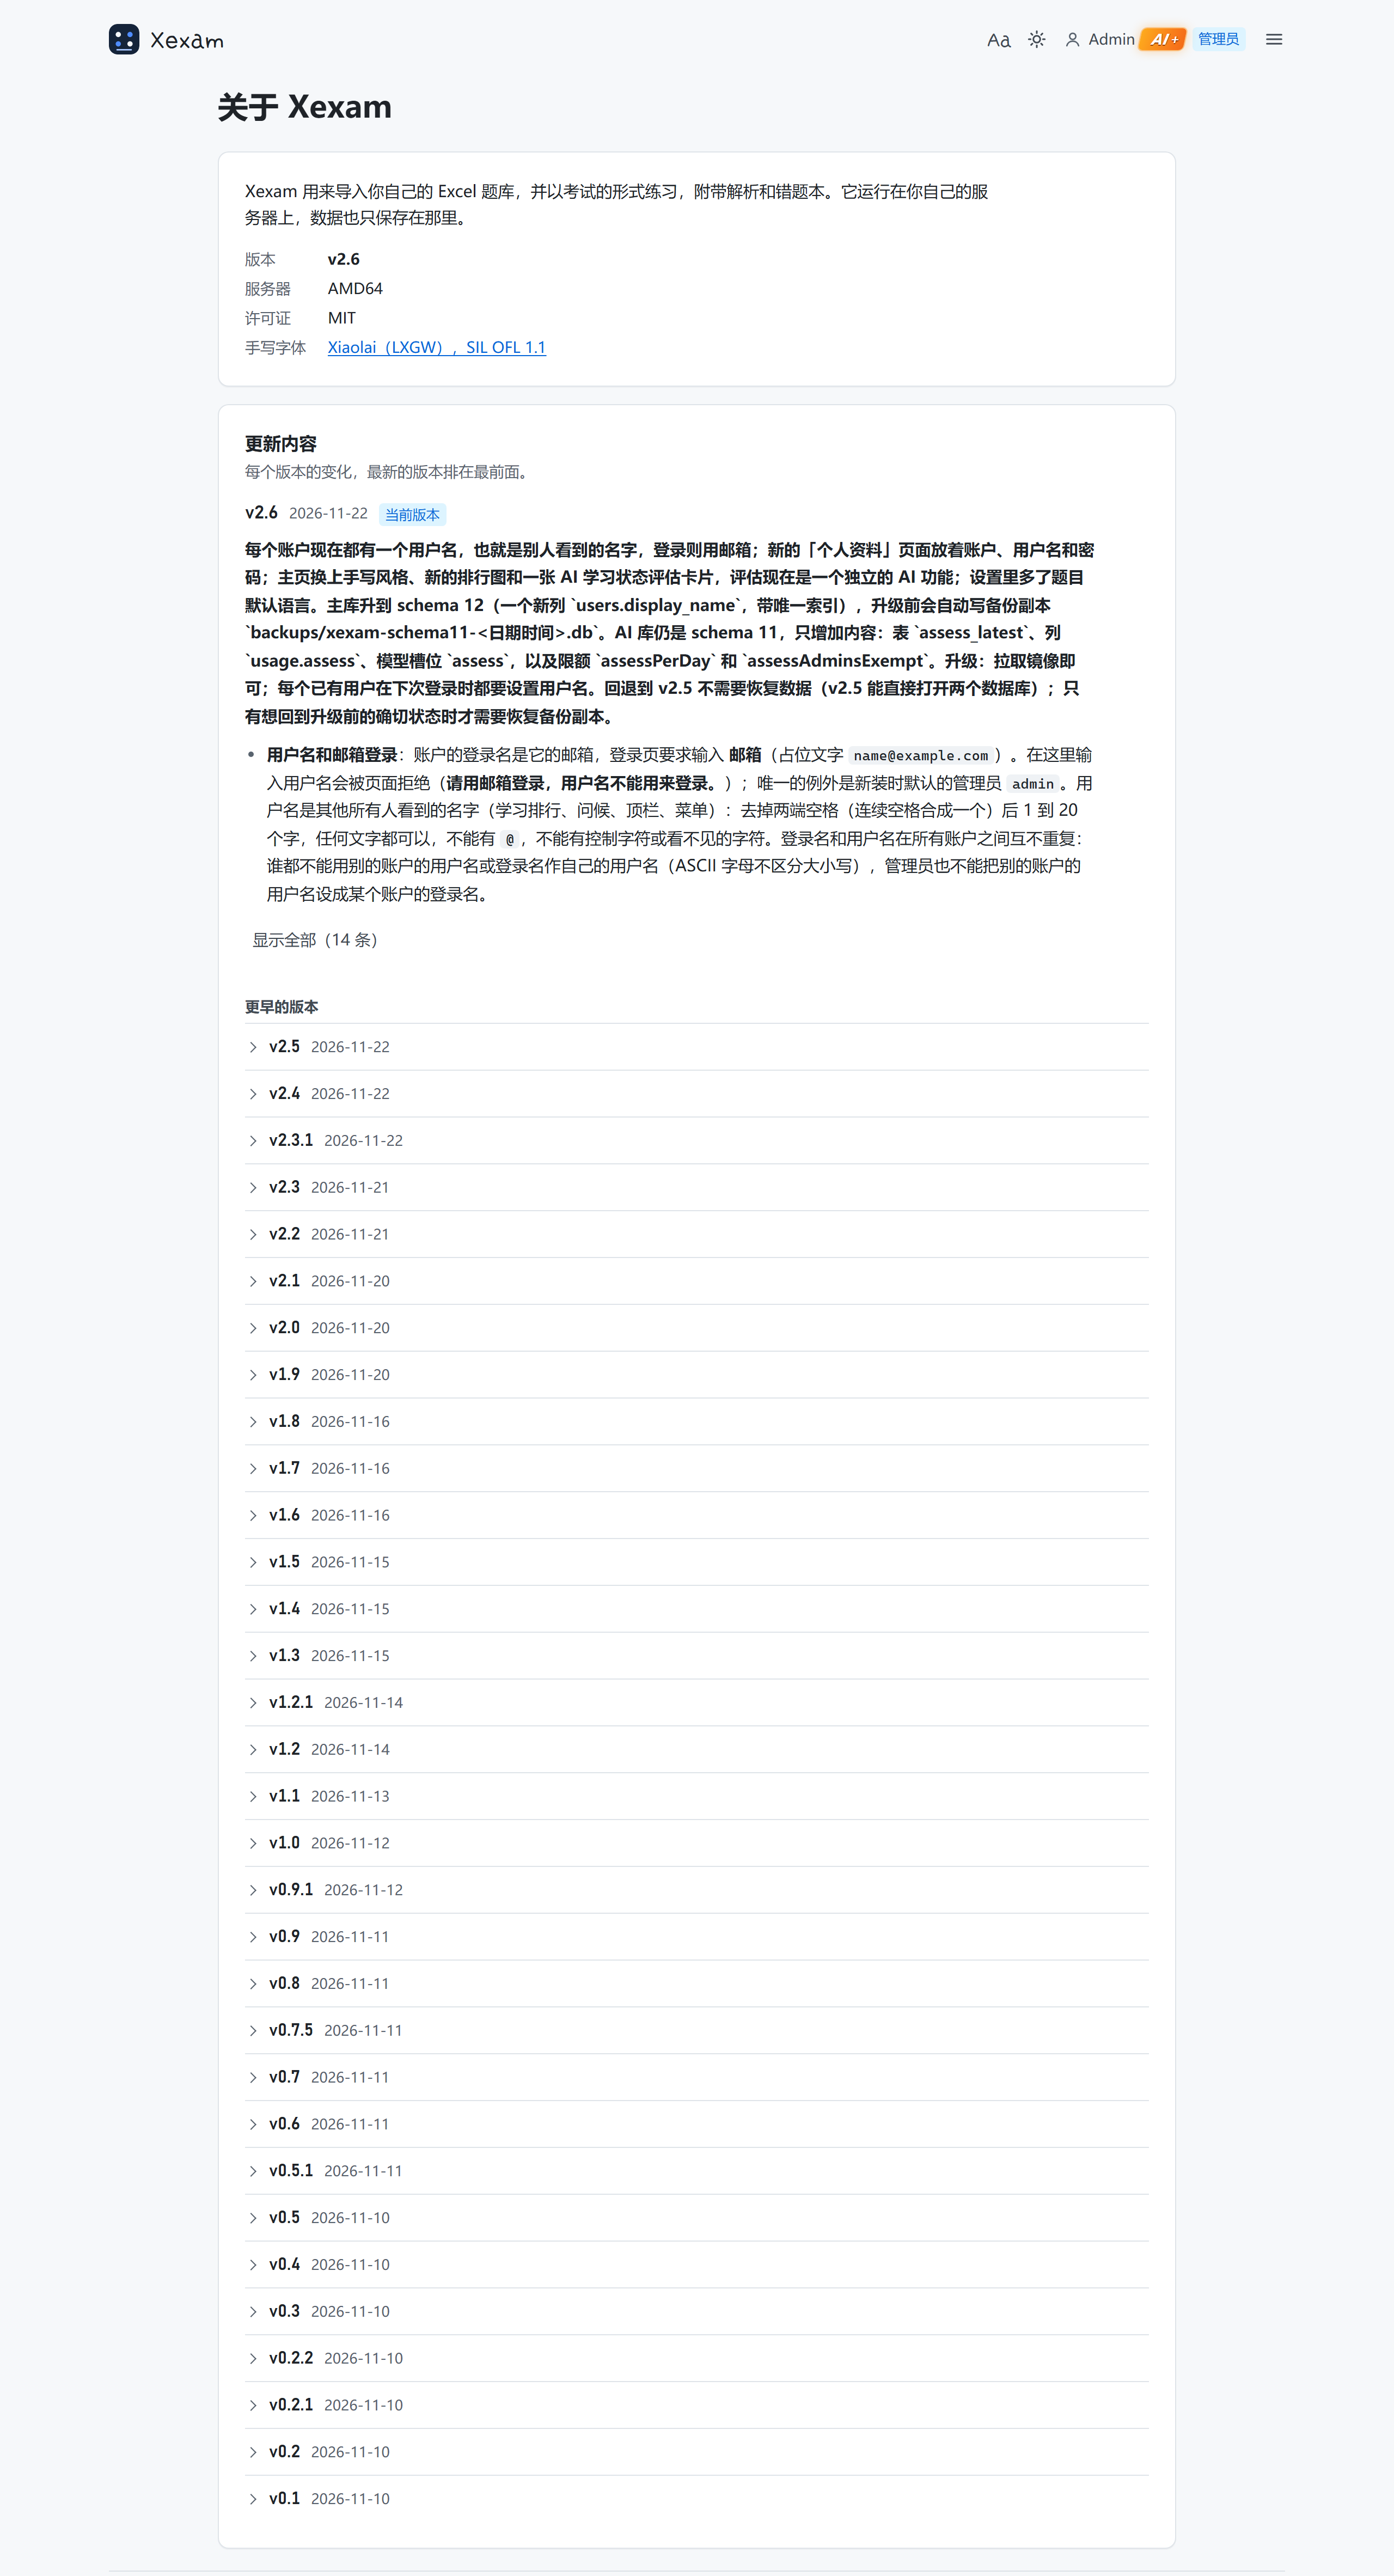 Xexam
Aa
Admin
AI+
管理员
关于 Xexam
Xexam 用来导入你自己的 Excel 题库，并以考试的形式练习，附带解析和错题本。它运行在你自己的服
务器上，数据也只保存在那里。
版本 v2.6
服务器 AMD64
许可证 MIT
手写字体 Xiaolai（LXGW），SIL OFL 1.1
更新内容
每个版本的变化，最新的版本排在最前面。
v2.6 2026-11-22 当前版本
每个账户现在都有一个用户名，也就是别人看到的名字，登录则用邮箱；新的「个人资料」页面放着账户、用户名和密
码；主页换上手写风格、新的排行图和一张 AI 学习状态评估卡片，评估现在是一个独立的 AI 功能；设置里多了题目
默认语言。主库升到 schema 12（一个新列 `users.display_name`，带唯一索引），升级前会自动写备份副本
`backups/xexam-schema11-<日期时间>.db`。AI 库仍是 schema 11，只增加内容：表 `assess_latest`、列
`usage.assess`、模型槽位 `assess`，以及限额 `assessPerDay` 和 `assessAdminsExempt`。升级：拉取镜像即
可；每个已有用户在下次登录时都要设置用户名。回退到 v2.5 不需要恢复数据（v2.5 能直接打开两个数据库）；只
有想回到升级前的确切状态时才需要恢复备份副本。
• 用户名和邮箱登录：账户的登录名是它的邮箱，登录页要求输入 邮箱（占位文字 name@example.com）。在这里输
入用户名会被页面拒绝（请用邮箱登录，用户名不能用来登录。）；唯一的例外是新装时默认的管理员 admin。用
户名是其他所有人看到的名字（学习排行、问候、顶栏、菜单）：去掉两端空格（连续空格合成一个）后 1 到 20
个字，任何文字都可以，不能有 @，不能有控制字符或看不见的字符。登录名和用户名在所有账户之间互不重复：
谁都不能用别的账户的用户名或登录名作自己的用户名（ASCII 字母不区分大小写），管理员也不能把别的账户的
用户名设成某个账户的登录名。
显示全部（14 条）
更早的版本
v2.5 2026-11-22
v2.4 2026-11-22
v2.3.1 2026-11-22
v2.3 2026-11-21
v2.2 2026-11-21
v2.1 2026-11-20
v2.0 2026-11-20
v1.9 2026-11-20
v1.8 2026-11-16
v1.7 2026-11-16
v1.6 2026-11-16
v1.5 2026-11-15
v1.4 2026-11-15
v1.3 2026-11-15
v1.2.1 2026-11-14
v1.2 2026-11-14
v1.1 2026-11-13
v1.0 2026-11-12
v0.9.1 2026-11-12
v0.9 2026-11-11
v0.8 2026-11-11
v0.7.5 2026-11-11
v0.7 2026-11-11
v0.6 2026-11-11
v0.5.1 2026-11-11
v0.5 2026-11-10
v0.4 2026-11-10
v0.3 2026-11-10
v0.2.2 2026-11-10
v0.2.1 2026-11-10
v0.2 2026-11-10
v0.1 2026-11-10